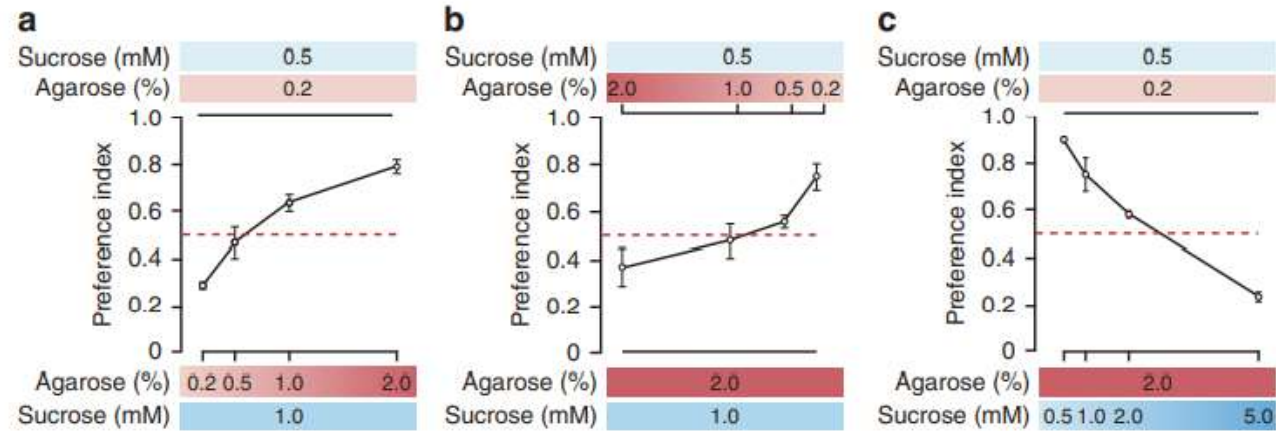 a
Sucrose (mM) 0.5
Agarose (%) 0.2
1.0
0.8
0.6
0.4
0.2
0
Preference index
Agarose (%) 0.2 0.5 1.0 2.0
Sucrose (mM) 1.0
b
Sucrose (mM) 0.5
Agarose (%) 2.0 1.0 0.5 0.2
1.0
0.8
0.6
0.4
0.2
0
Preference index
Agarose (%) 2.0
Sucrose (mM) 1.0
c
Sucrose (mM) 0.5
Agarose (%) 0.2
1.0
0.8
0.6
0.4
0.2
0
Preference index
Agarose (%) 2.0
Sucrose (mM) 0.5 1.0 2.0 5.0